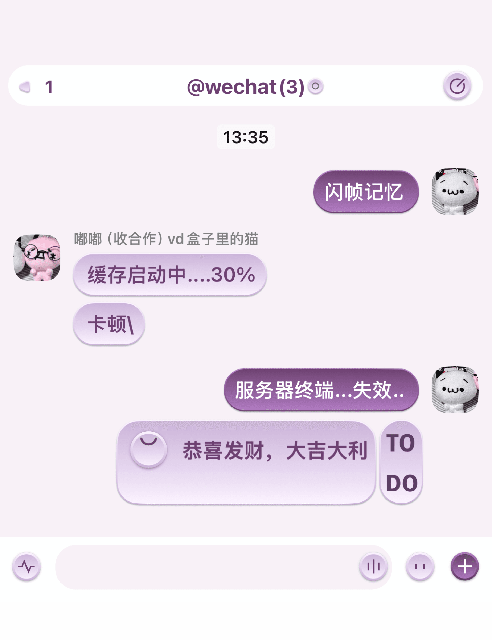 1
@wechat(3)
13:35
闪帧记忆
嘟嘟（收合作）vd盒子里的猫
缓存启动中....30%
卡顿\
服务器终端...失效..
恭喜发财，大吉大利
TO
DO